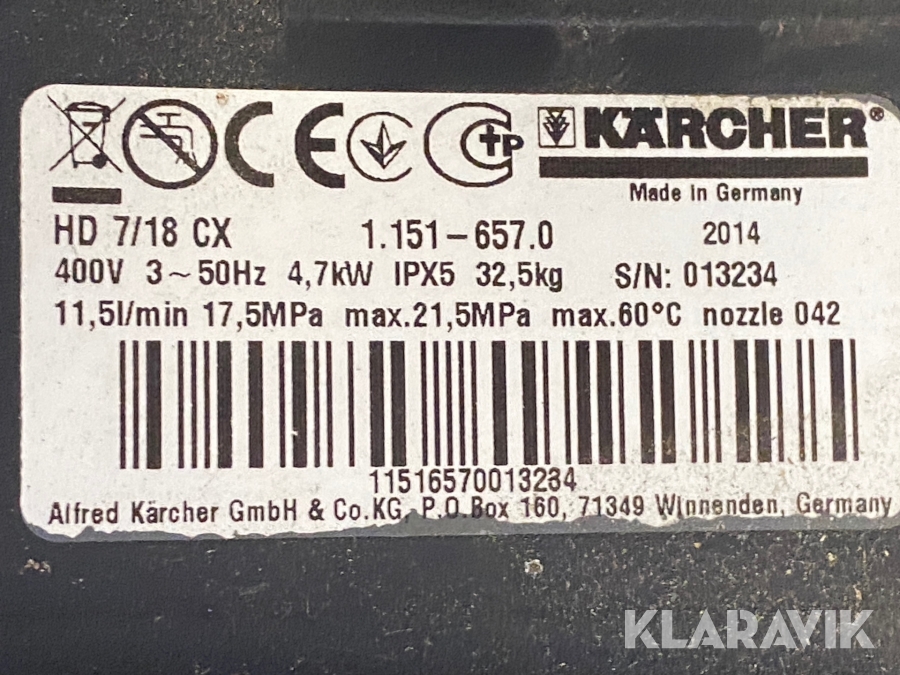 CE TP KÄRCHER®
Made in Germany
HD 7/18 CX 1.151-657.0 2014
400V 3~50Hz 4,7kW IPX5 32,5kg S/N: 013234
11,5l/min 17,5MPa max.21,5MPa max.60°C nozzle 042
11516570013234
Alfred Kärcher GmbH & Co.KG, P.O.Box 160, 71349 Winnenden, Germany
KLARAVIK